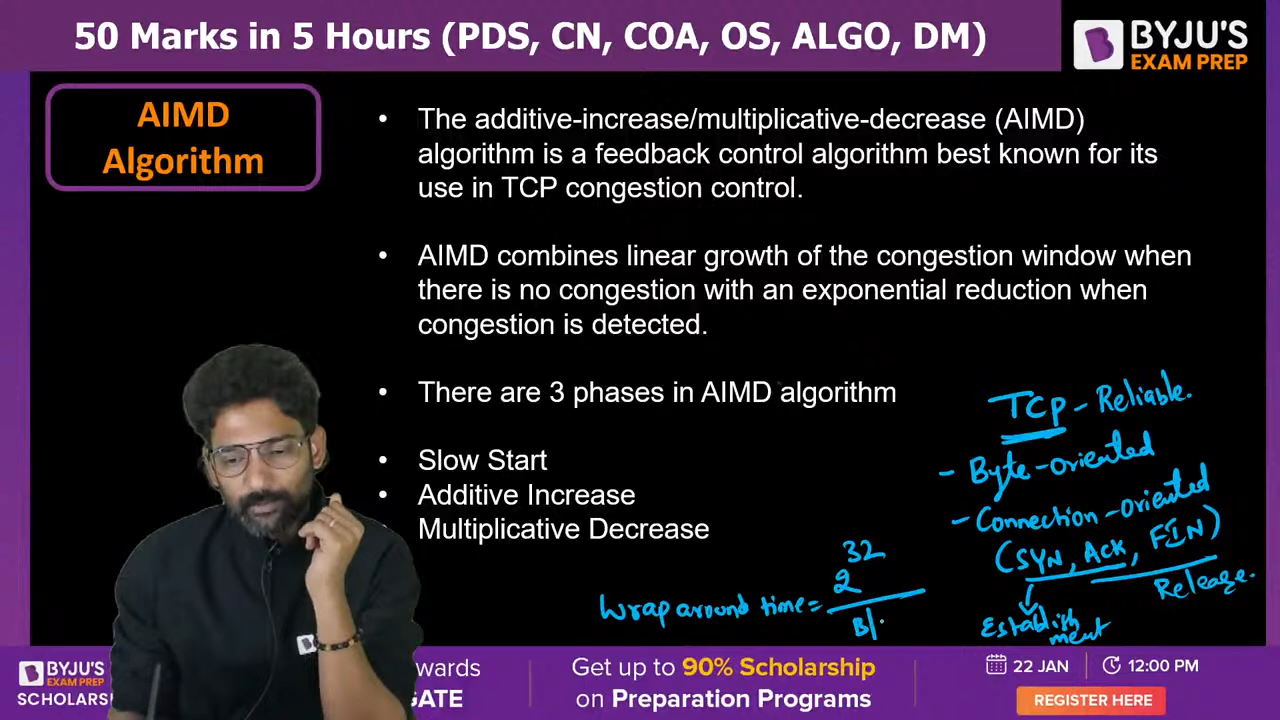 50 Marks in 5 Hours (PDS, CN, COA, OS, ALGO, DM)
BYJU'S
EXAM PREP
AIMD
Algorithm
• The additive-increase/multiplicative-decrease (AIMD)
algorithm is a feedback control algorithm best known for its
use in TCP congestion control.
• AIMD combines linear growth of the congestion window when
there is no congestion with an exponential reduction when
congestion is detected.
• There are 3 phases in AIMD algorithm
• Slow Start
• Additive Increase
Multiplicative Decrease
TCP - Reliable.
- Byte-oriented
- Connection-oriented
(SYN, Ack, FIN)
Release.
Establish
ment
Wrap around time = 2^32
B/.
BYJU'S
EXAM PREP
SCHOLARS
wards
GATE
Get up to 90% Scholarship
on Preparation Programs
22 JAN
12:00 PM
REGISTER HERE